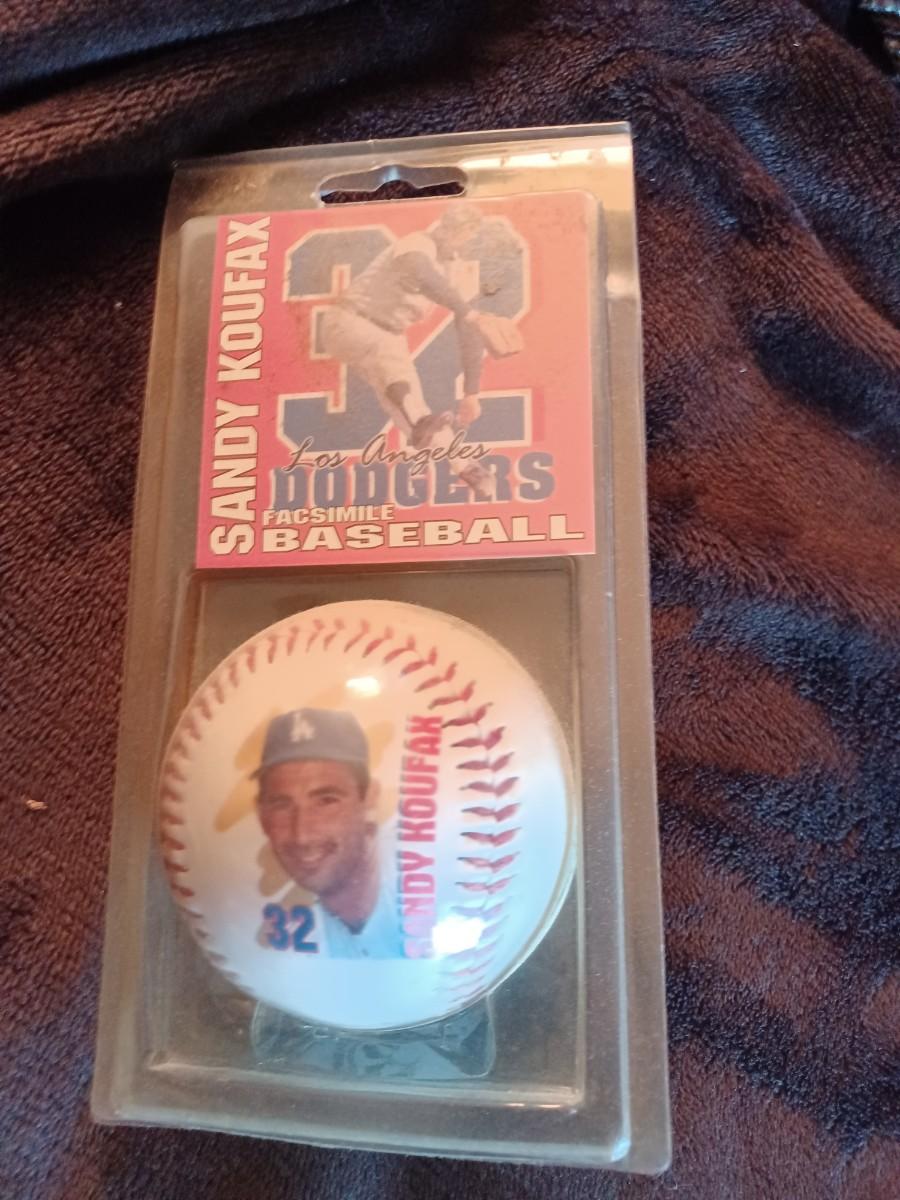 SANDY KOUFAX
32
Los Angeles
DODGERS
FACSIMILE
BASEBALL
LA
SANDY KOUFAX
32